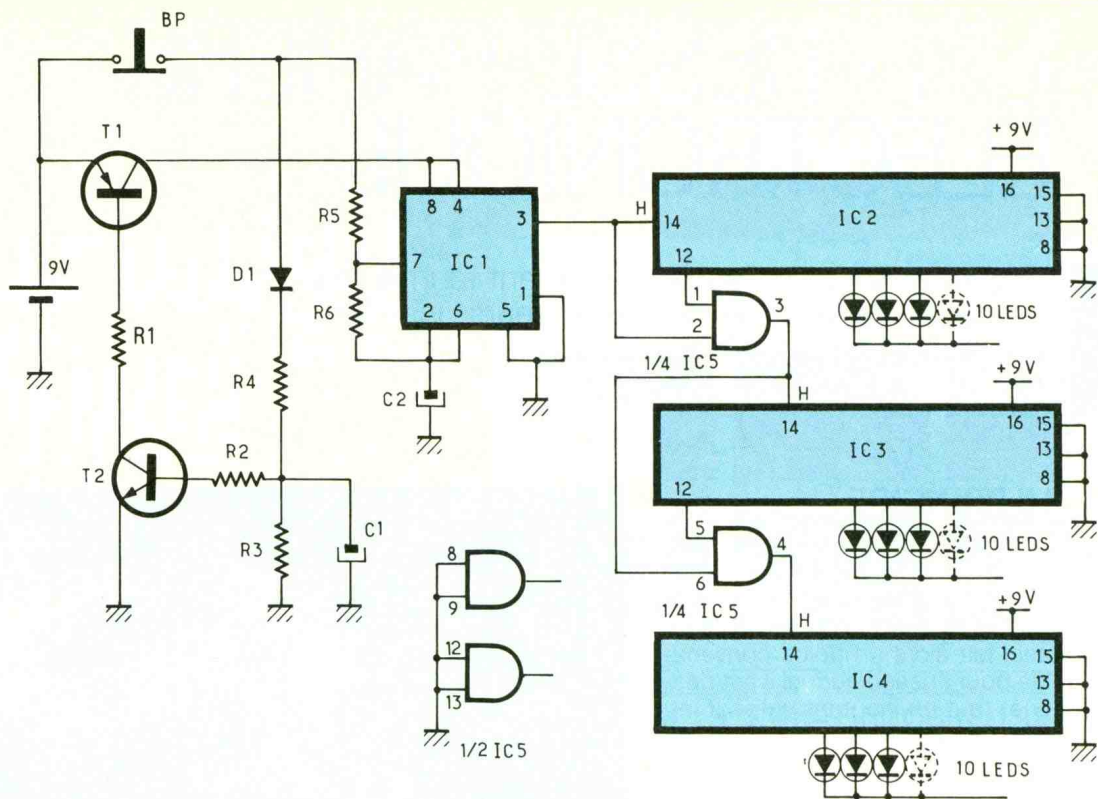 BP
T1
9V
R1
T2
R2
R3
R4
D1
C1
R5
R6
C2
8 4
3
7
IC1
1
2 6 5
+ 9V
16
15
H
14
IC2
13
12
8
1
3
2
10 LEDS
1/4 IC5
+9V
H
16
15
14
IC3
13
12
8
5
4
6
10 LEDS
1/4 IC5
+9V
H
16
15
14
IC4
13
8
10 LEDS
8
9
12
13
1/2 IC5